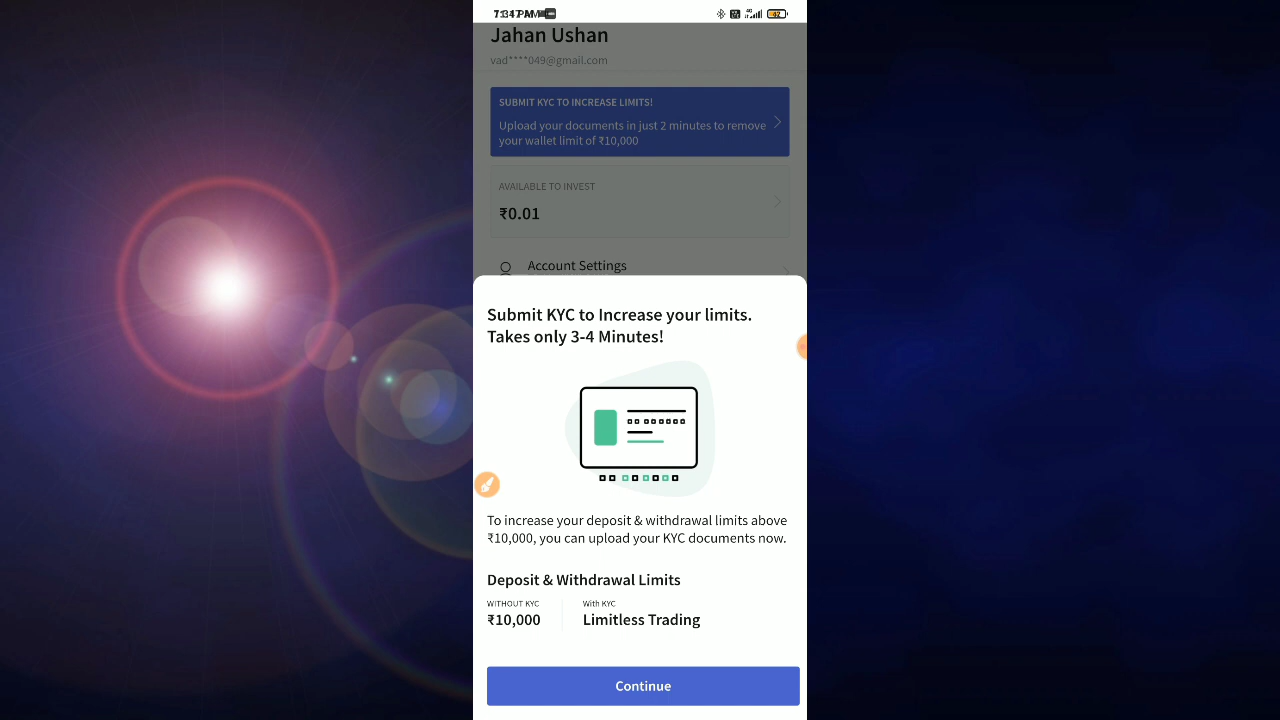 Jahan Ushan
vad****049@gmail.com
SUBMIT KYC TO INCREASE LIMITS!
Upload your documents in just 2 minutes to remove
your wallet limit of ₹10,000
AVAILABLE TO INVEST
₹0.01
Account Settings
Submit KYC to Increase your limits.
Takes only 3-4 Minutes!
To increase your deposit & withdrawal limits above
₹10,000, you can upload your KYC documents now.
Deposit & Withdrawal Limits
WITHOUT KYC
With KYC
₹10,000
Limitless Trading
Continue